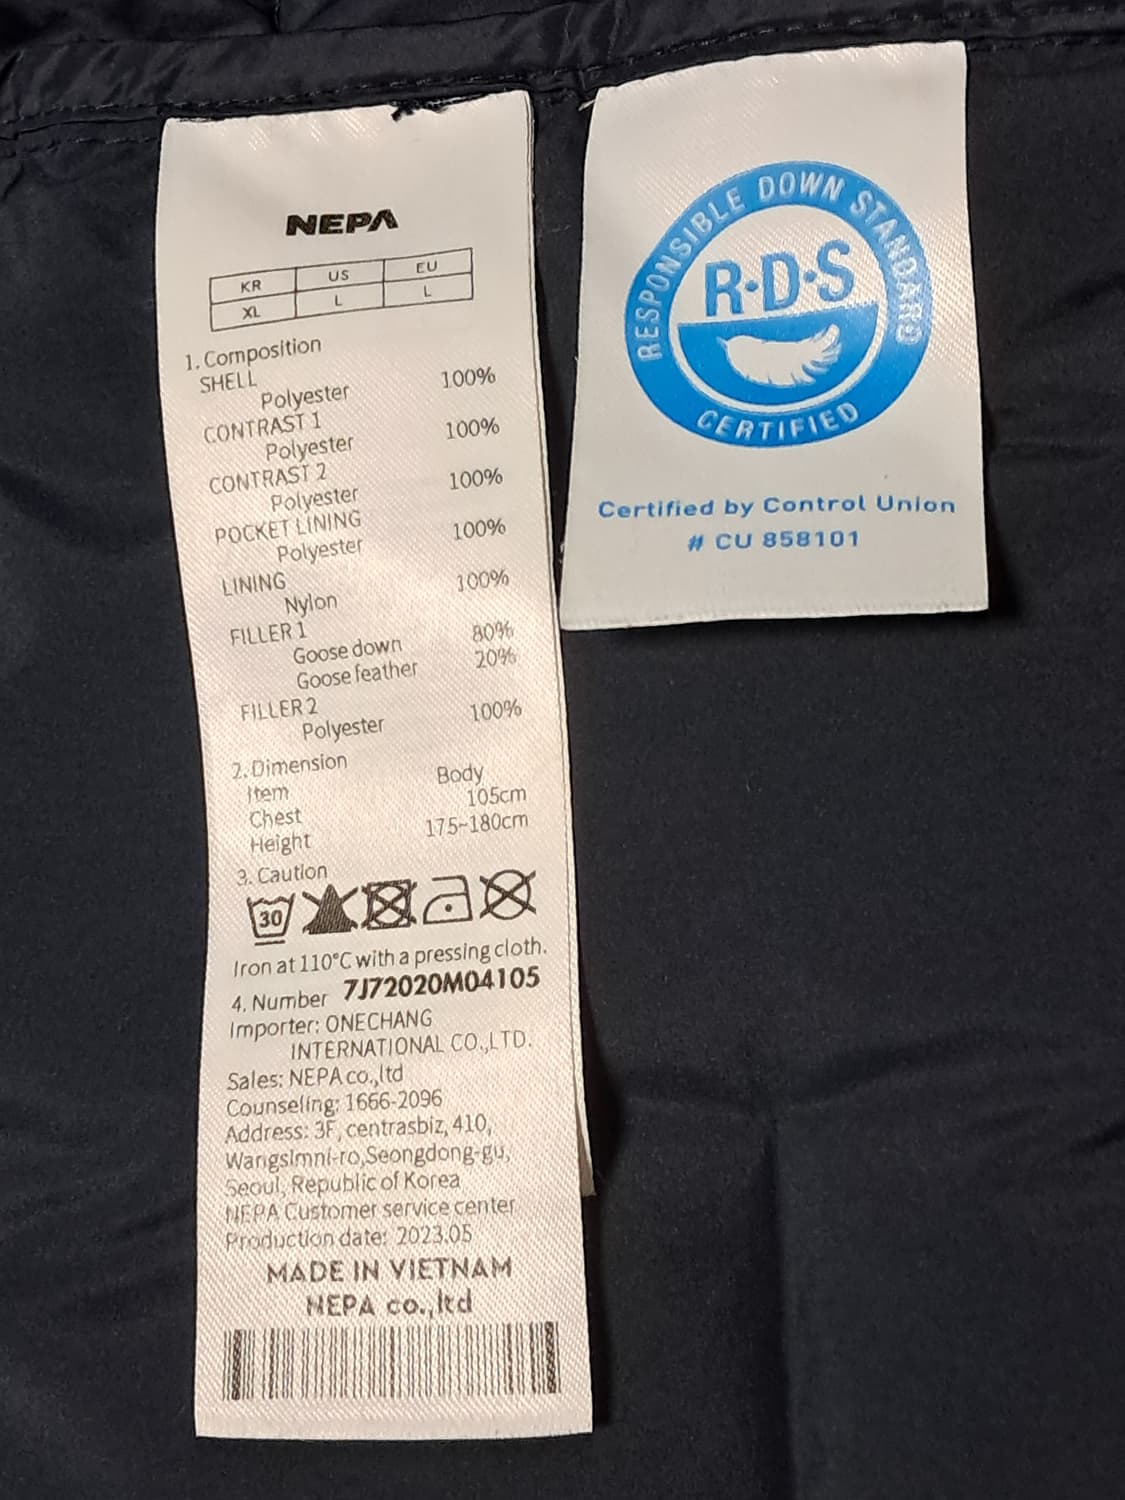 NEPA
KR US EU
XL L L
1. Composition
SHELL
Polyester 100%
CONTRAST 1
Polyester 100%
CONTRAST 2
Polyester 100%
POCKET LINING
Polyester 100%
LINING
Nylon 100%
FILLER 1
Goose down 80%
Goose feather 20%
FILLER 2
Polyester 100%
2. Dimension
Item Body
Chest 105cm
Height 175~180cm
3. Caution
30
Iron at 110°C with a pressing cloth.
4. Number 7J72020M04105
Importer: ONECHANG
INTERNATIONAL CO.,LTD.
Sales: NEPA co.,ltd
Counseling: 1666-2096
Address: 3F, centrasbiz, 410,
Wangsimni-ro,Seongdong-gu,
Seoul, Republic of Korea
NEPA Customer service center
Production date: 2023.05
MADE IN VIETNAM
NEPA co.,ltd
RESPONSIBLE DOWN STANDARD
R·D·S
CERTIFIED
Certified by Control Union
# CU 858101